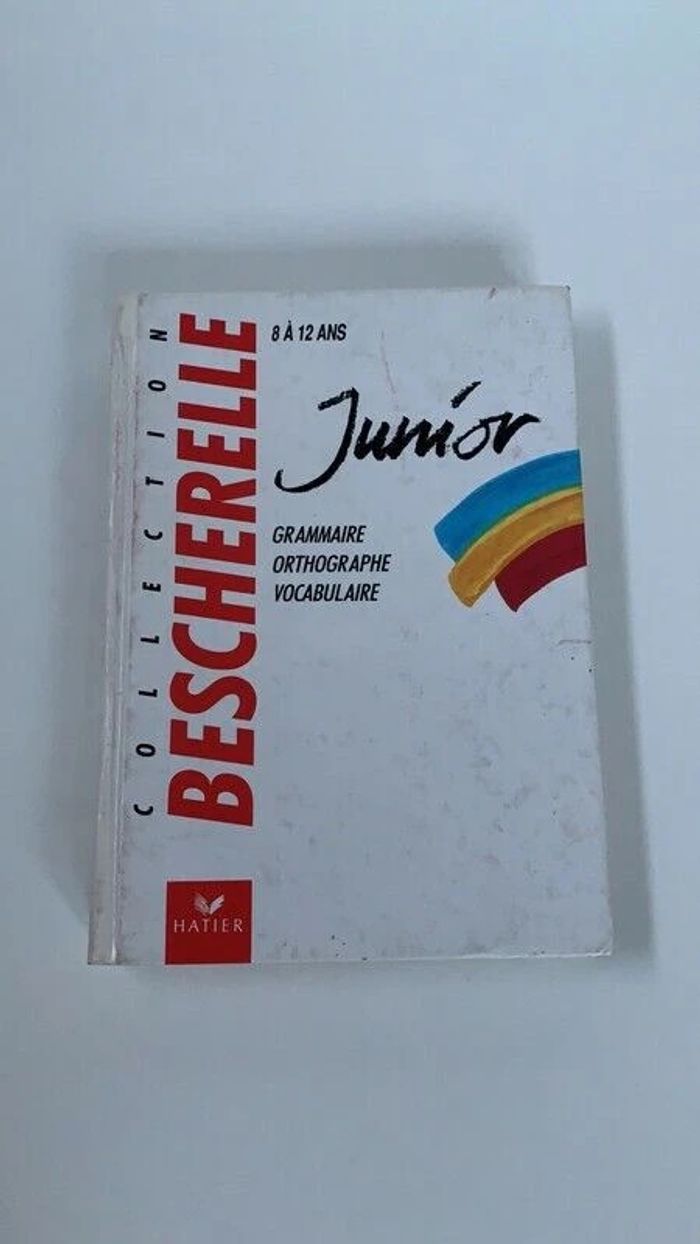 COLLECTION
BESCHERELLE
8 À 12 ANS
Junior
GRAMMAIRE
ORTHOGRAPHE
VOCABULAIRE
HATIER